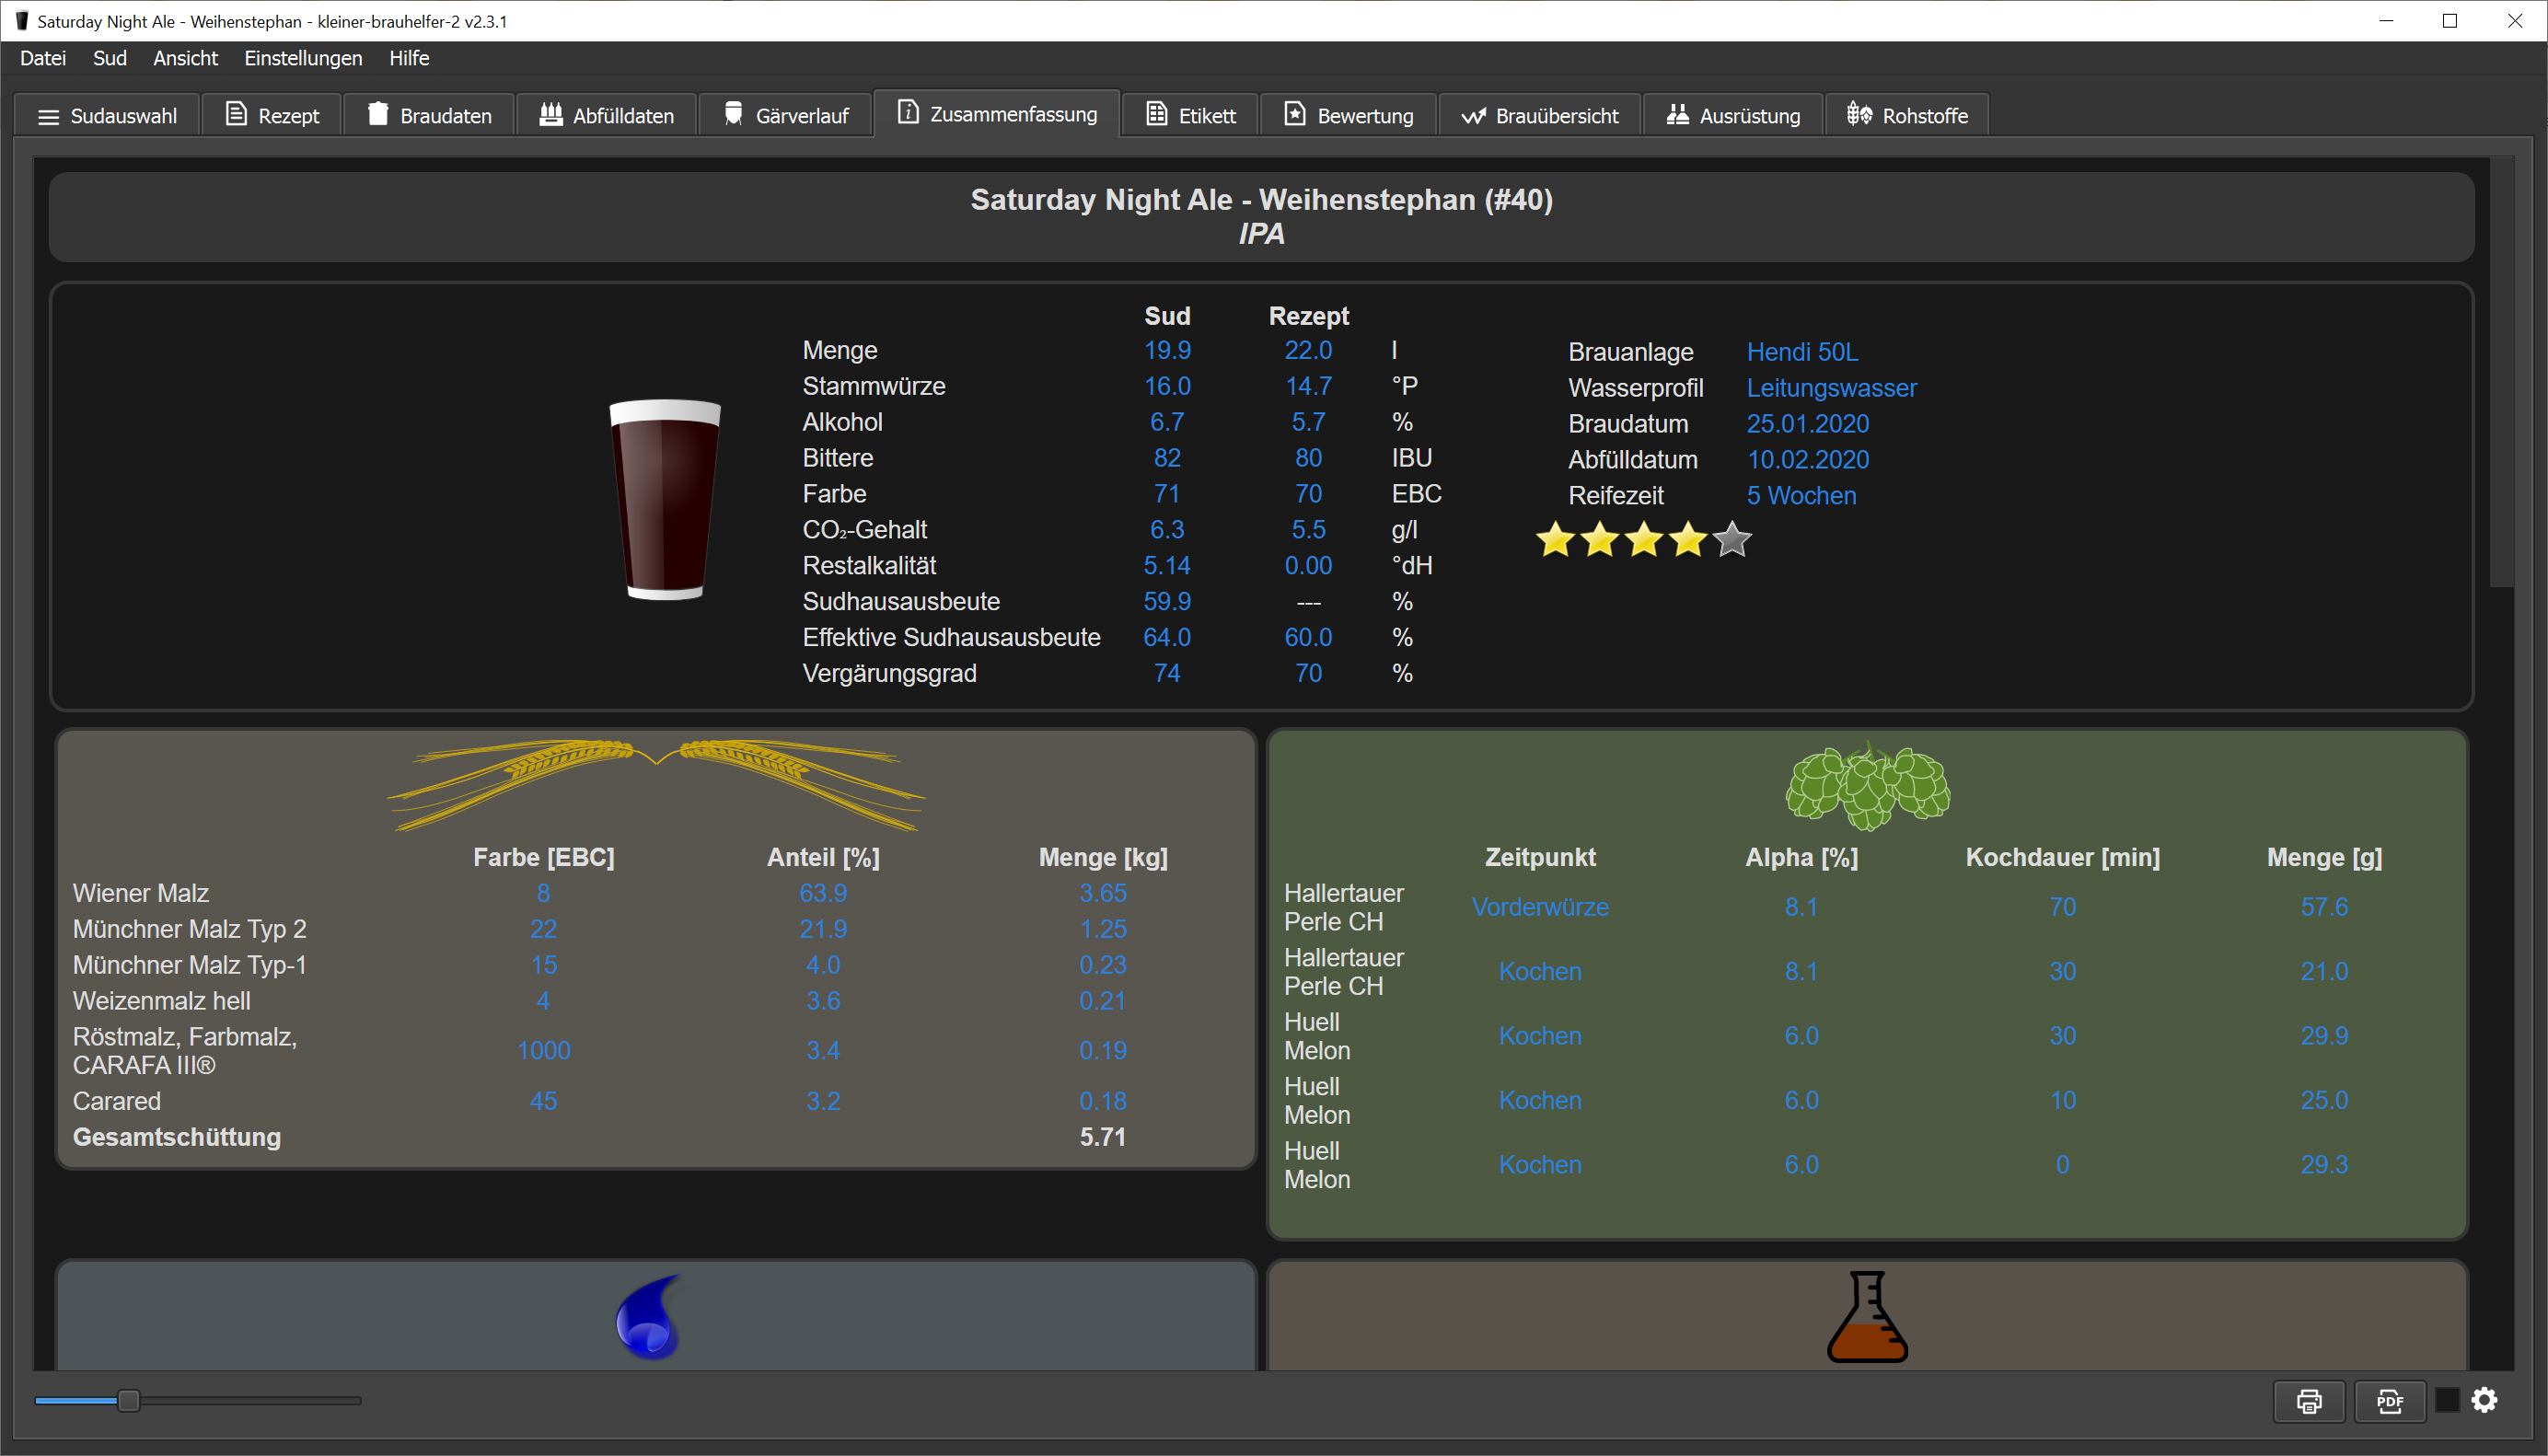 Saturday Night Ale - Weihenstephan - kleiner-brauhelfer-2 v2.3.1
Datei Sud Ansicht Einstellungen Hilfe
Sudauswahl Rezept Braudaten Abfülldaten Gärverlauf Zusammenfassung Etikett Bewertung Brauübersicht Ausrüstung Rohstoffe
Saturday Night Ale - Weihenstephan (#40)
IPA
Sud Rezept
Menge 19.9 22.0 l
Stammwürze 16.0 14.7 °P
Alkohol 6.7 5.7 %
Bittere 82 80 IBU
Farbe 71 70 EBC
CO₂-Gehalt 6.3 5.5 g/l
Restalkalität 5.14 0.00 °dH
Sudhausausbeute 59.9 --- %
Effektive Sudhausausbeute 64.0 60.0 %
Vergärungsgrad 74 70 %
Brauanlage Hendi 50L
Wasserprofil Leitungswasser
Braudatum 25.01.2020
Abfülldatum 10.02.2020
Reifezeit 5 Wochen
Farbe [EBC] Anteil [%] Menge [kg]
Wiener Malz 8 63.9 3.65
Münchner Malz Typ 2 22 21.9 1.25
Münchner Malz Typ-1 15 4.0 0.23
Weizenmalz hell 4 3.6 0.21
Röstmalz, Farbmalz,
CARAFA III® 1000 3.4 0.19
Carared 45 3.2 0.18
Gesamtschüttung 5.71
Zeitpunkt Alpha [%] Kochdauer [min] Menge [g]
Hallertauer
Perle CH Vorderwürze 8.1 70 57.6
Hallertauer
Perle CH Kochen 8.1 30 21.0
Huell
Melon Kochen 6.0 30 29.9
Huell
Melon Kochen 6.0 10 25.0
Huell
Melon Kochen 6.0 0 29.3
PDF